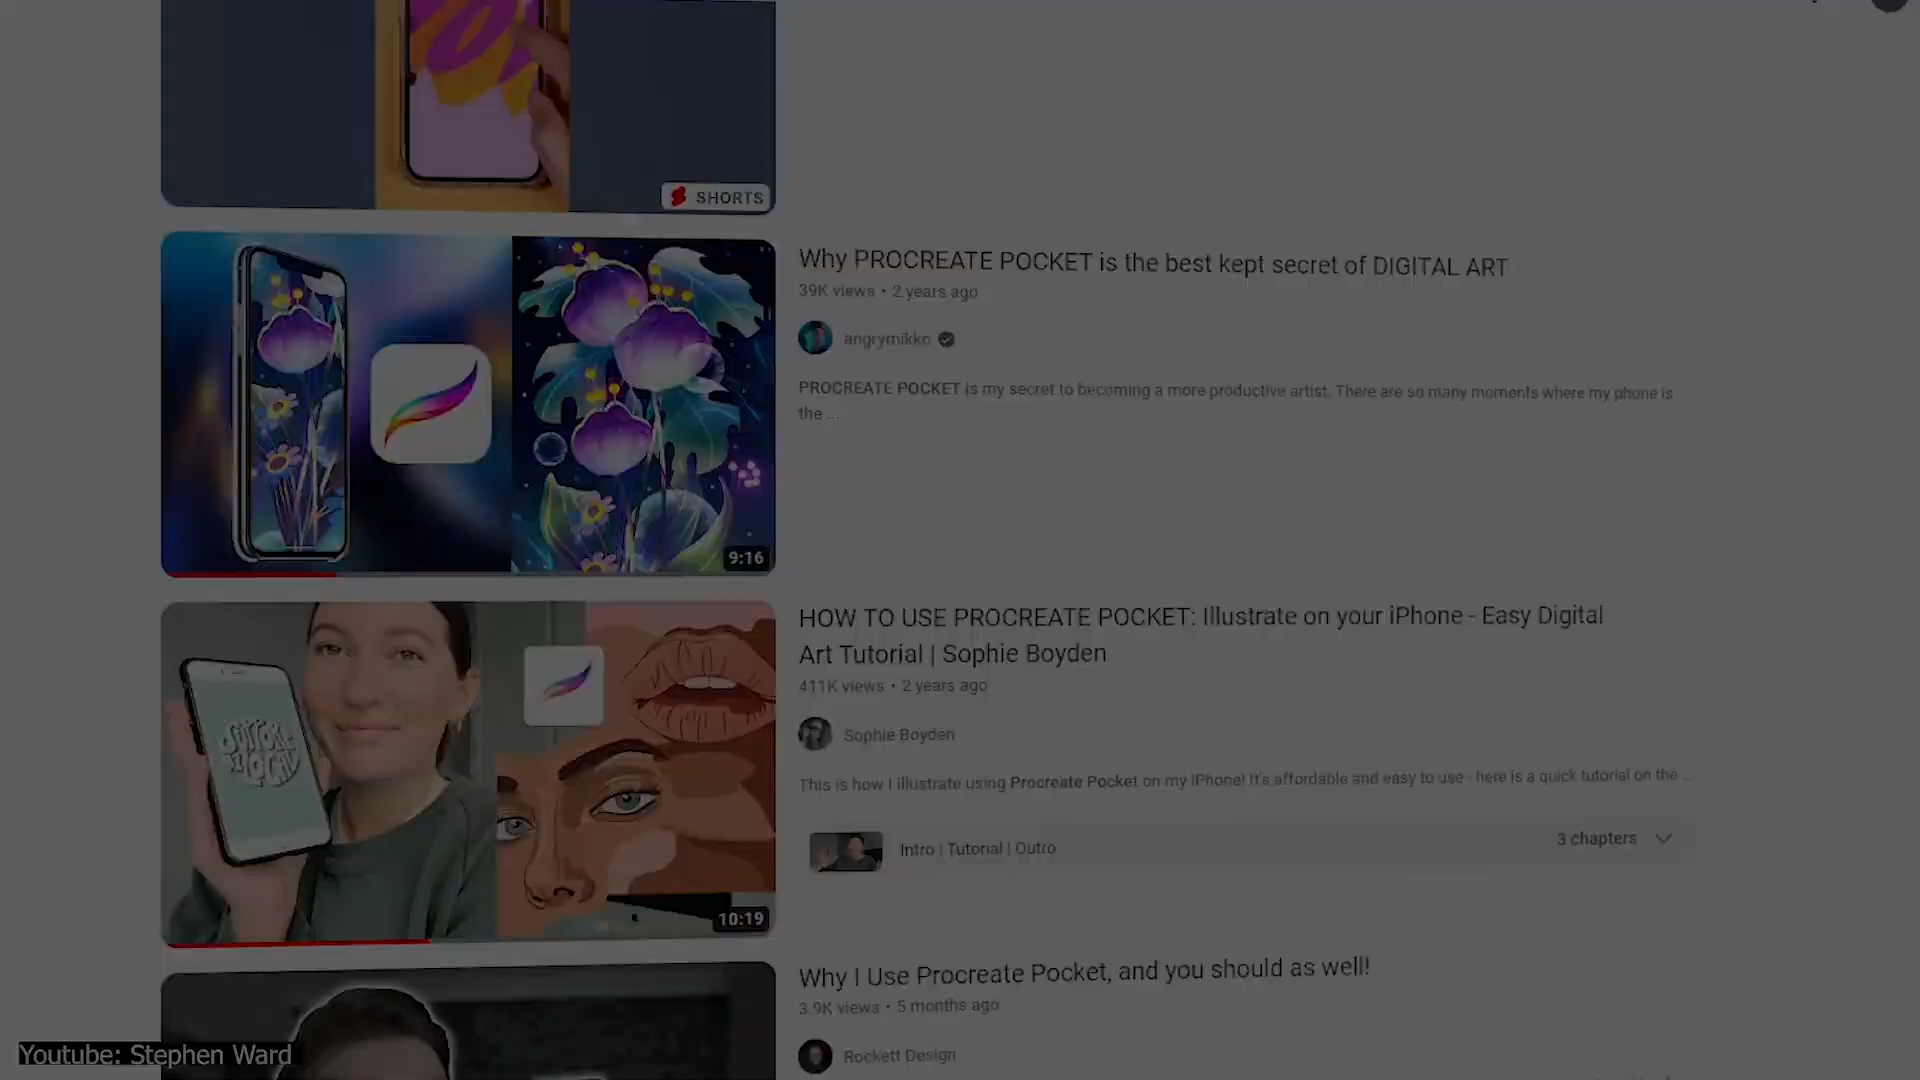 SHORTS
Why PROCREATE POCKET is the best kept secret of DIGITAL ART
39K views • 2 years ago
angrymikko
PROCREATE POCKET is my secret to becoming a more productive artist. There are so many moments where my phone is
the ...
9:16
HOW TO USE PROCREATE POCKET: Illustrate on your iPhone - Easy Digital
Art Tutorial | Sophie Boyden
411K views • 2 years ago
Sophie Boyden
This is how I illustrate using Procreate Pocket on my iPhone! It's affordable and easy to use - here is a quick tutorial on the ...
Intro | Tutorial | Outro
3 chapters
10:19
Why I Use Procreate Pocket, and you should as well!
3.9K views • 5 months ago
Rockett Design
Youtube: Stephen Ward